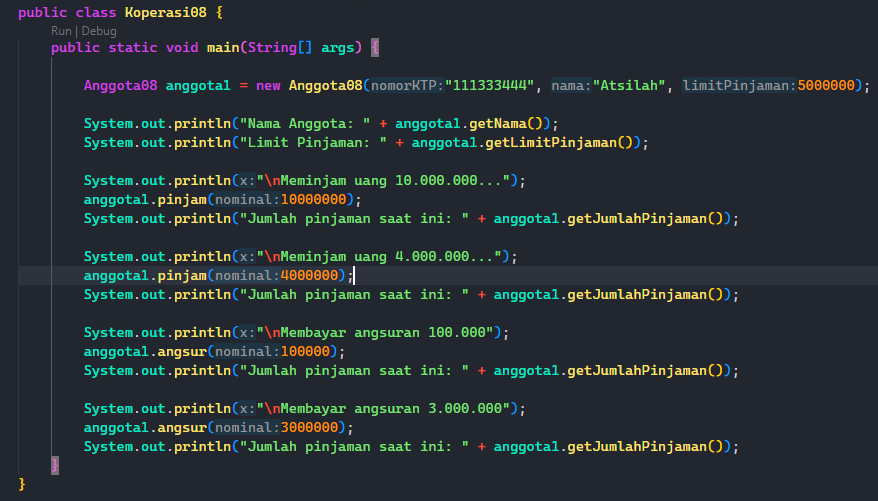 public class Koperasi08 {
Run | Debug
public static void main(String[] args) {
Anggota08 anggota1 = new Anggota08(nomorKTP:"111333444", nama:"Atsilah", limitPinjaman:5000000);
System.out.println("Nama Anggota: " + anggota1.getNama());
System.out.println("Limit Pinjaman: " + anggota1.getLimitPinjaman());
System.out.println(x:"\nMeminjam uang 10.000.000...");
anggota1.pinjam(nominal:10000000);
System.out.println("Jumlah pinjaman saat ini: " + anggota1.getJumlahPinjaman());
System.out.println(x:"\nMeminjam uang 4.000.000...");
anggota1.pinjam(nominal:4000000);
System.out.println("Jumlah pinjaman saat ini: " + anggota1.getJumlahPinjaman());
System.out.println(x:"\nMembayar angsuran 100.000");
anggota1.angsur(nominal:100000);
System.out.println("Jumlah pinjaman saat ini: " + anggota1.getJumlahPinjaman());
System.out.println(x:"\nMembayar angsuran 3.000.000");
anggota1.angsur(nominal:3000000);
System.out.println("Jumlah pinjaman saat ini: " + anggota1.getJumlahPinjaman());
}
}